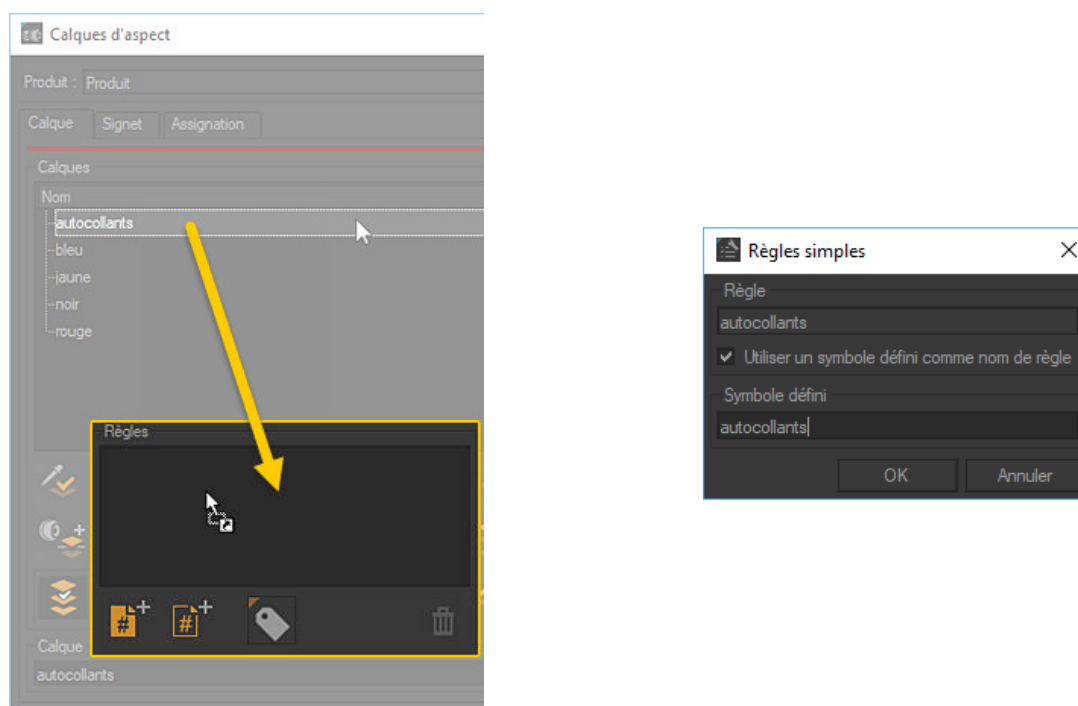 Calques d'aspect
Produit : Produit
Calque Signet Assignation
Calques
Nom
autocollants
bleu
jaune
noir
rouge
Règles
#+ #+
Calque
autocollants
Règles simples
Règle
autocollants
Utiliser un symbole défini comme nom de règle
Symbole défini
autocollants
OK Annuler